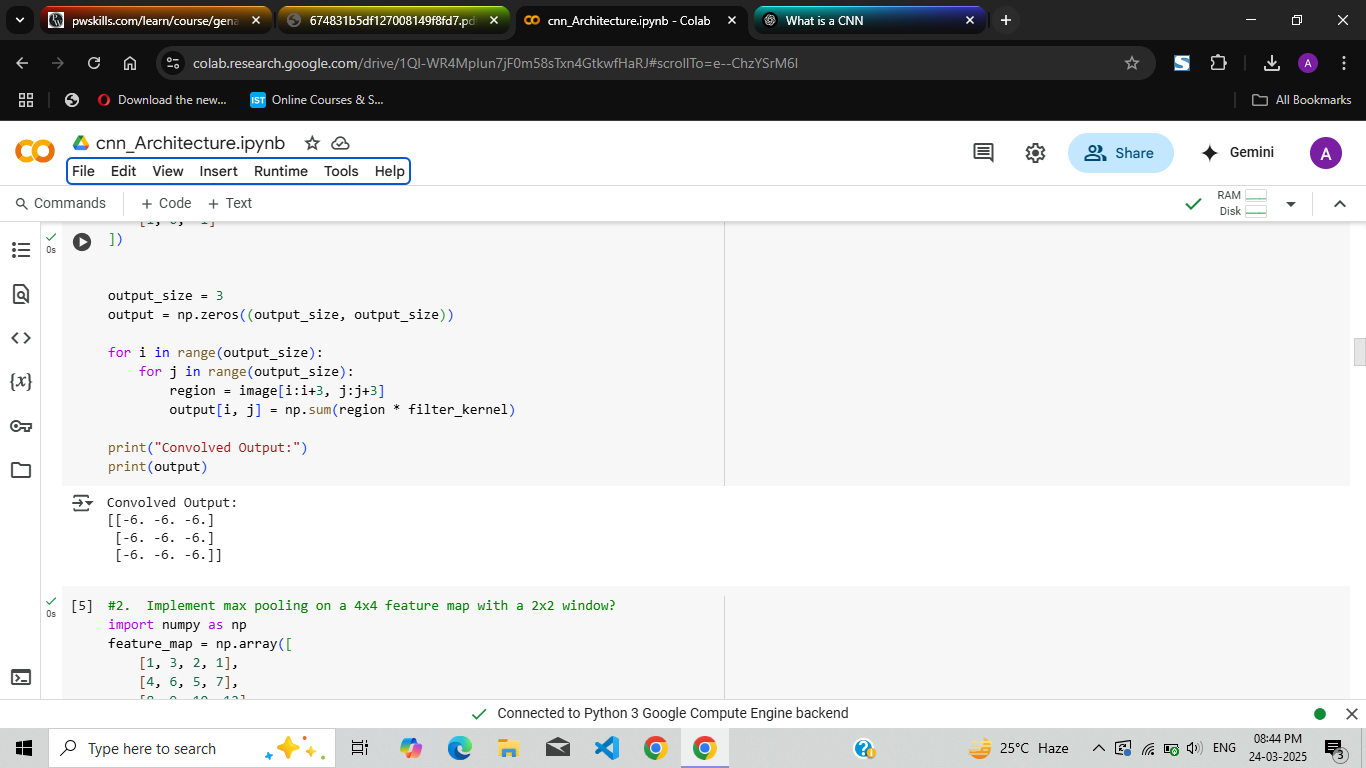 pwskills.com/learn/course/gena
674831b5df127008149f8fd7.pd
cnn_Architecture.ipynb - Colab
What is a CNN
colab.research.google.com/drive/1QI-WR4MpIun7jF0m58sTxn4GtkwfHaRJ#scrollTo=e--ChzYSrM6l
A
Download the new...
IST Online Courses & S...
All Bookmarks
cnn_Architecture.ipynb
File Edit View Insert Runtime Tools Help
Share
Gemini
A
Commands
+ Code + Text
RAM
Disk
0s
])
output_size = 3
output = np.zeros((output_size, output_size))
for i in range(output_size):
for j in range(output_size):
region = image[i:i+3, j:j+3]
output[i, j] = np.sum(region * filter_kernel)
print("Convolved Output:")
print(output)
Convolved Output:
[[-6. -6. -6.]
[-6. -6. -6.]
[-6. -6. -6.]]
0s
[5] #2. Implement max pooling on a 4x4 feature map with a 2x2 window?
import numpy as np
feature_map = np.array([
[1, 3, 2, 1],
[4, 6, 5, 7],
Connected to Python 3 Google Compute Engine backend
Type here to search
25°C Haze
ENG
08:44 PM
24-03-2025
3